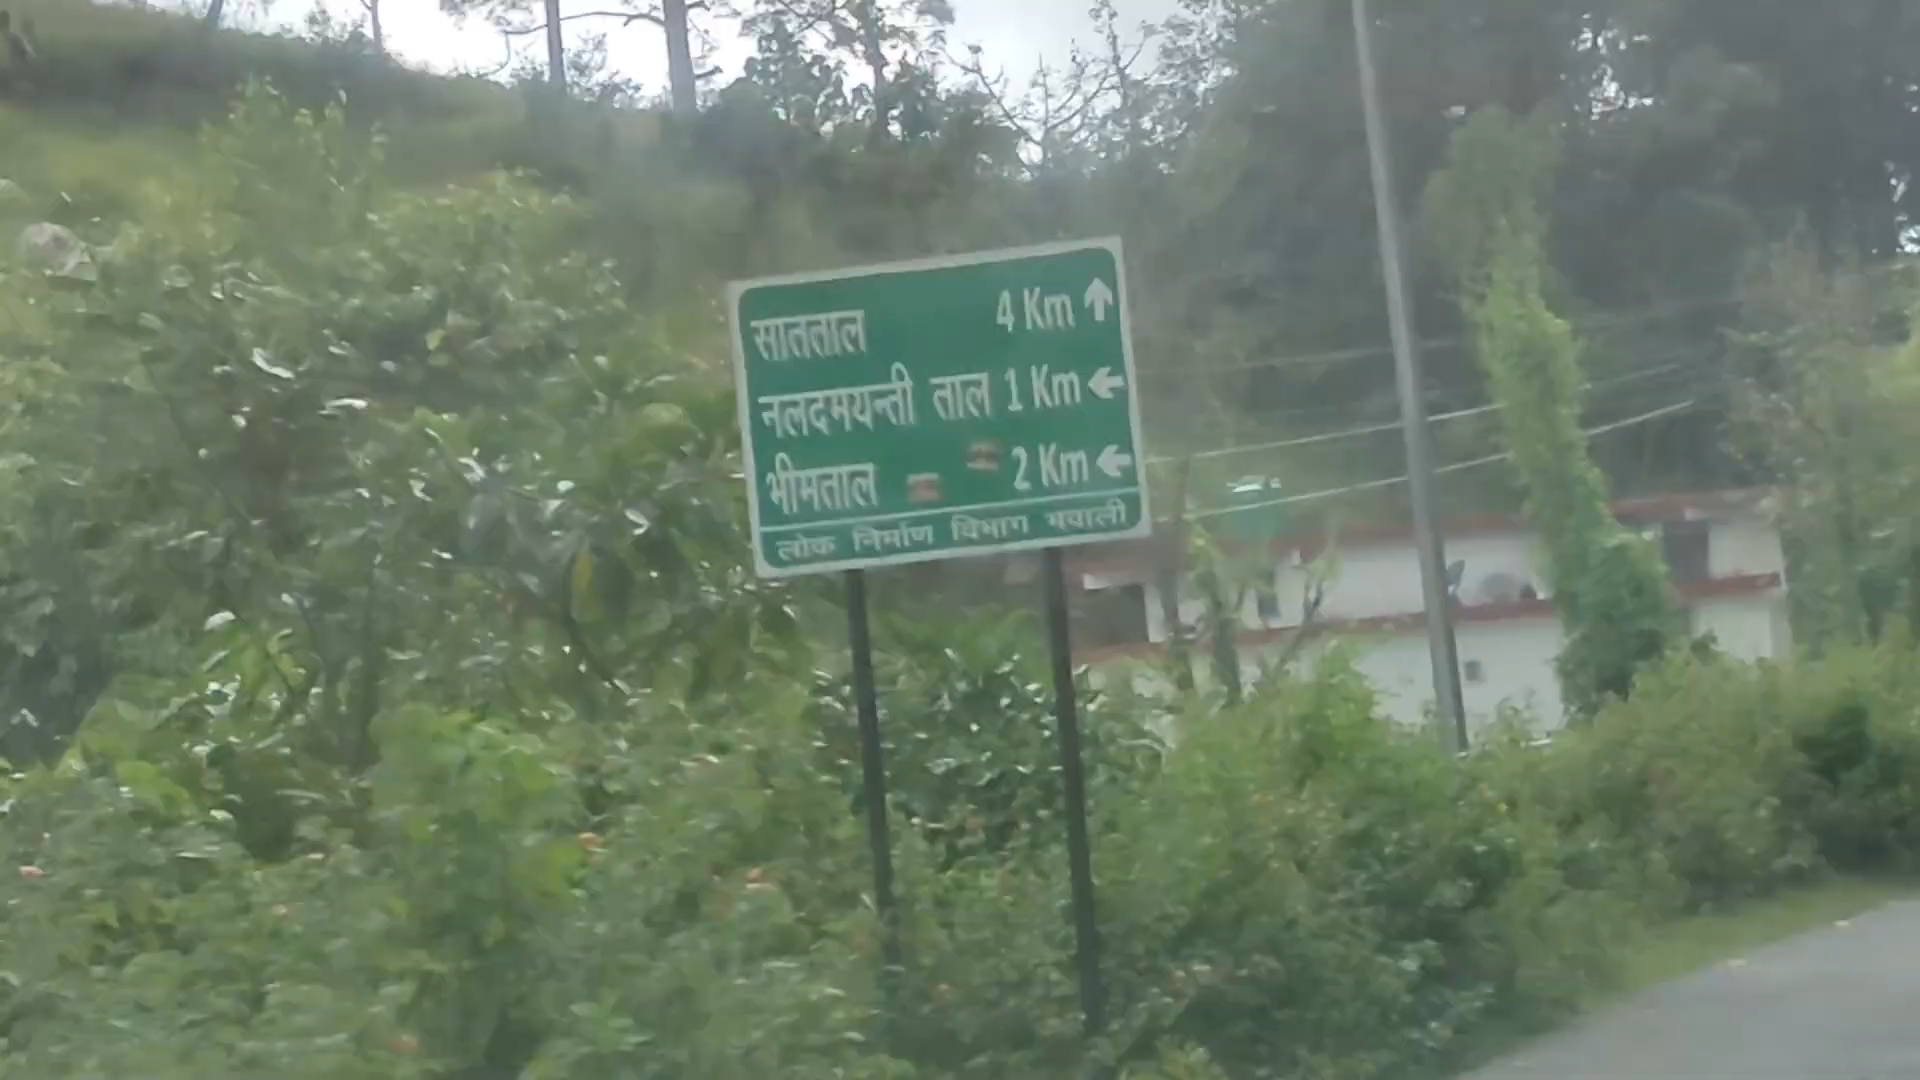 सातताल 4 Km ↑
नलदमयन्ती ताल 1 Km ←
भीमताल 2 Km ←
लोक निर्माण विभाग भवाली